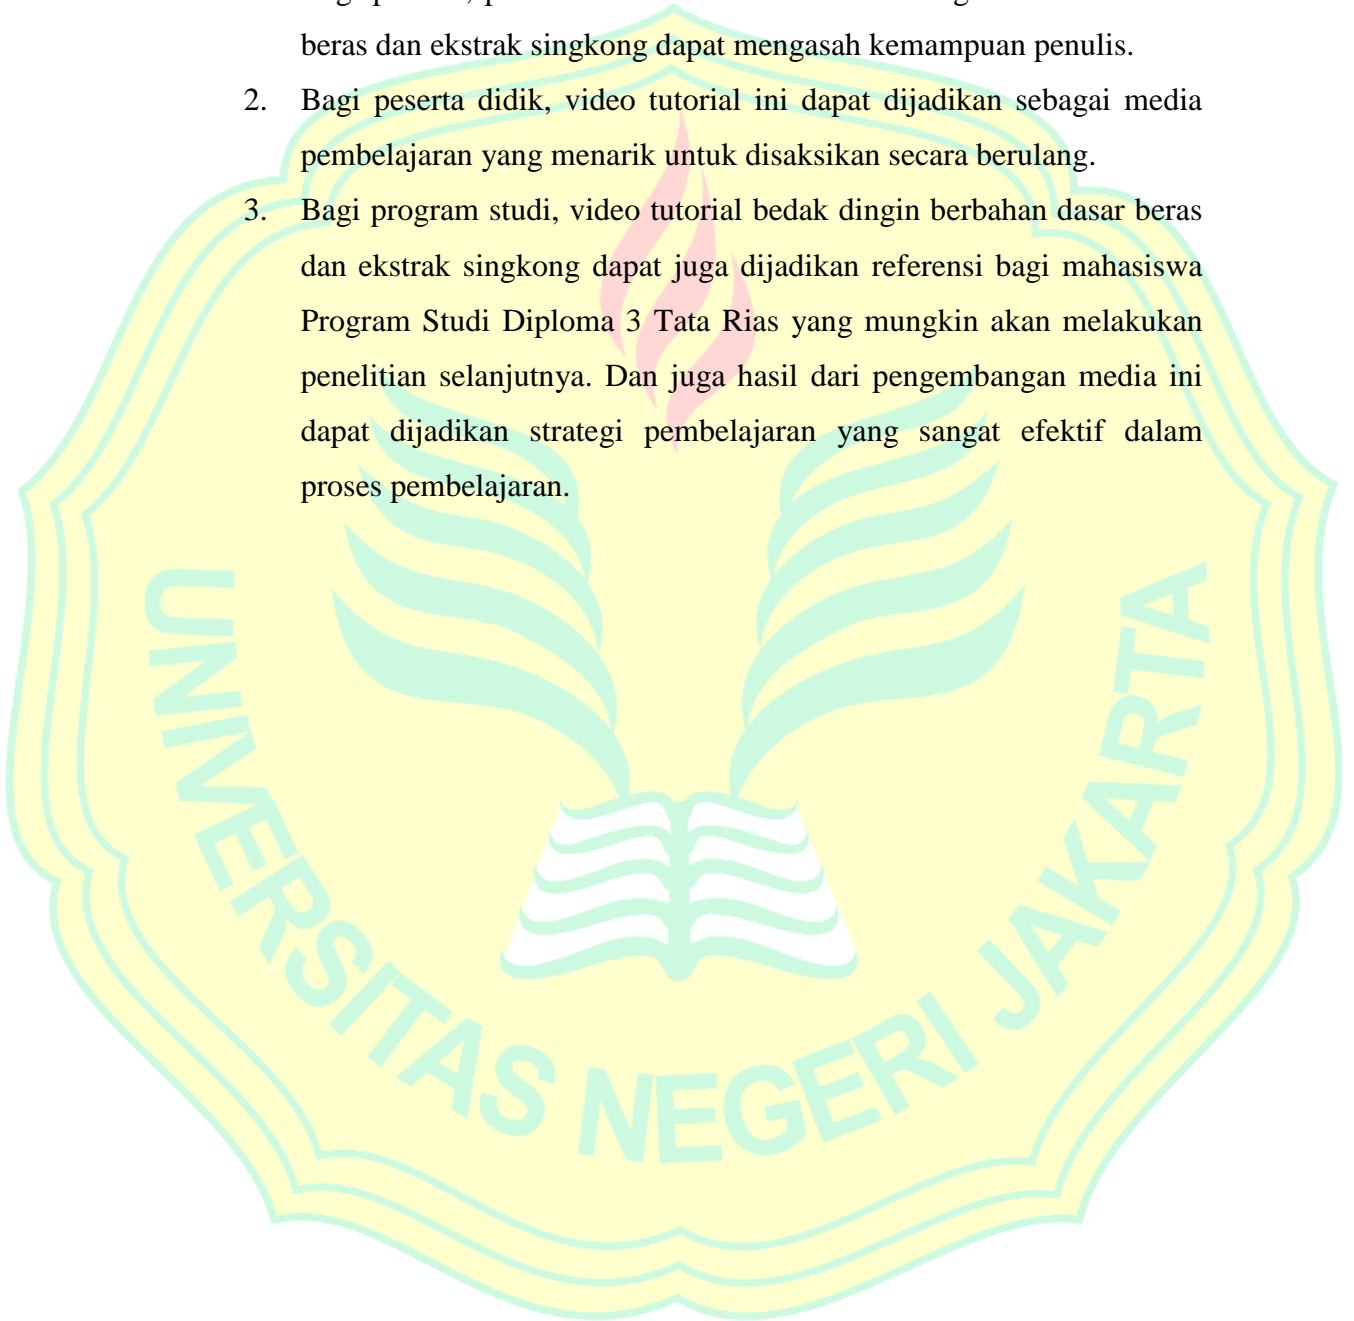 beras dan ekstrak singkong dapat mengasah kemampuan penulis.
2. Bagi peserta didik, video tutorial ini dapat dijadikan sebagai media
pembelajaran yang menarik untuk disaksikan secara berulang.
3. Bagi program studi, video tutorial bedak dingin berbahan dasar beras
dan ekstrak singkong dapat juga dijadikan referensi bagi mahasiswa
Program Studi Diploma 3 Tata Rias yang mungkin akan melakukan
penelitian selanjutnya. Dan juga hasil dari pengembangan media ini
dapat dijadikan strategi pembelajaran yang sangat efektif dalam
proses pembelajaran.
UNIVERSITAS NEGERI JAKARTA